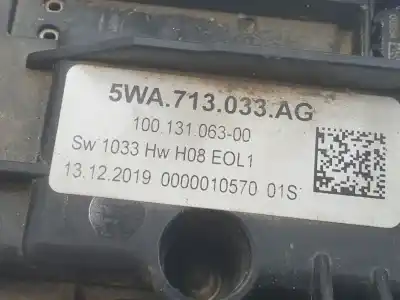 5WA.713.033.AG
100.131.063-00
Sw 1033 Hw H08 EOL1
13.12.2019 0000010570 01S